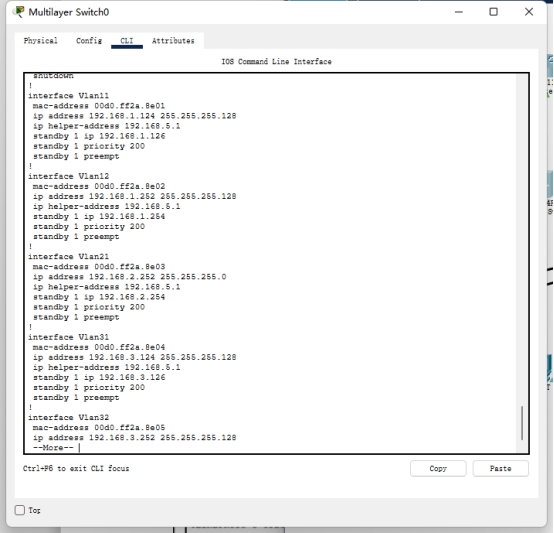 Multilayer Switch0
Physical Config CLI Attributes
IOS Command Line Interface
shutdown
!
interface Vlan11
mac-address 00d0.ff2a.8e01
ip address 192.168.1.124 255.255.255.128
ip helper-address 192.168.5.1
standby 1 ip 192.168.1.126
standby 1 priority 200
standby 1 preempt
!
interface Vlan12
mac-address 00d0.ff2a.8e02
ip address 192.168.1.252 255.255.255.128
ip helper-address 192.168.5.1
standby 1 ip 192.168.1.254
standby 1 priority 200
standby 1 preempt
!
interface Vlan21
mac-address 00d0.ff2a.8e03
ip address 192.168.2.252 255.255.255.0
ip helper-address 192.168.5.1
standby 1 ip 192.168.2.254
standby 1 priority 200
standby 1 preempt
!
interface Vlan31
mac-address 00d0.ff2a.8e04
ip address 192.168.3.124 255.255.255.128
ip helper-address 192.168.5.1
standby 1 ip 192.168.3.126
standby 1 priority 200
standby 1 preempt
!
interface Vlan32
mac-address 00d0.ff2a.8e05
ip address 192.168.3.252 255.255.255.128
--More--
Ctrl+F6 to exit CLI focus
Copy Paste
Top